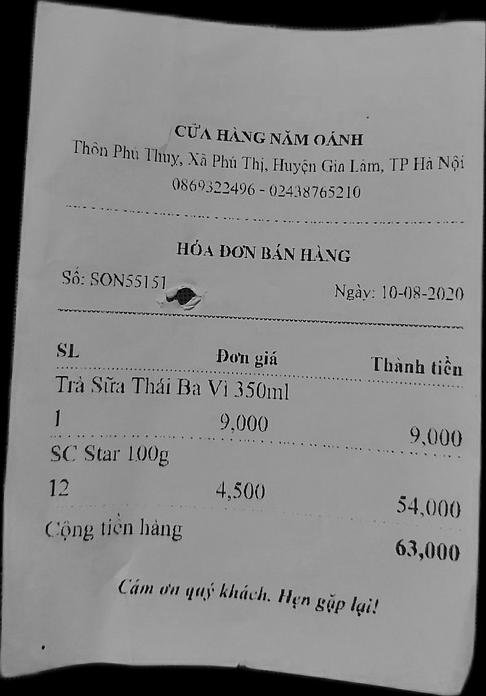 CỬA HÀNG NĂM OÁNH
Thôn Phú Thuy, Xã Phú Thị, Huyện Gia Lâm, TP Hà Nội
0869322496 - 02438765210
HÓA ĐƠN BÁN HÀNG
Số: SON55151 Ngày: 10-08-2020
SL Đơn giá Thành tiền
Trà Sữa Thái Ba Vì 350ml
1 9,000 9,000
SC Star 100g
12 4,500 54,000
Cộng tiền hàng 63,000
Cám ơn quý khách. Hẹn gặp lại!